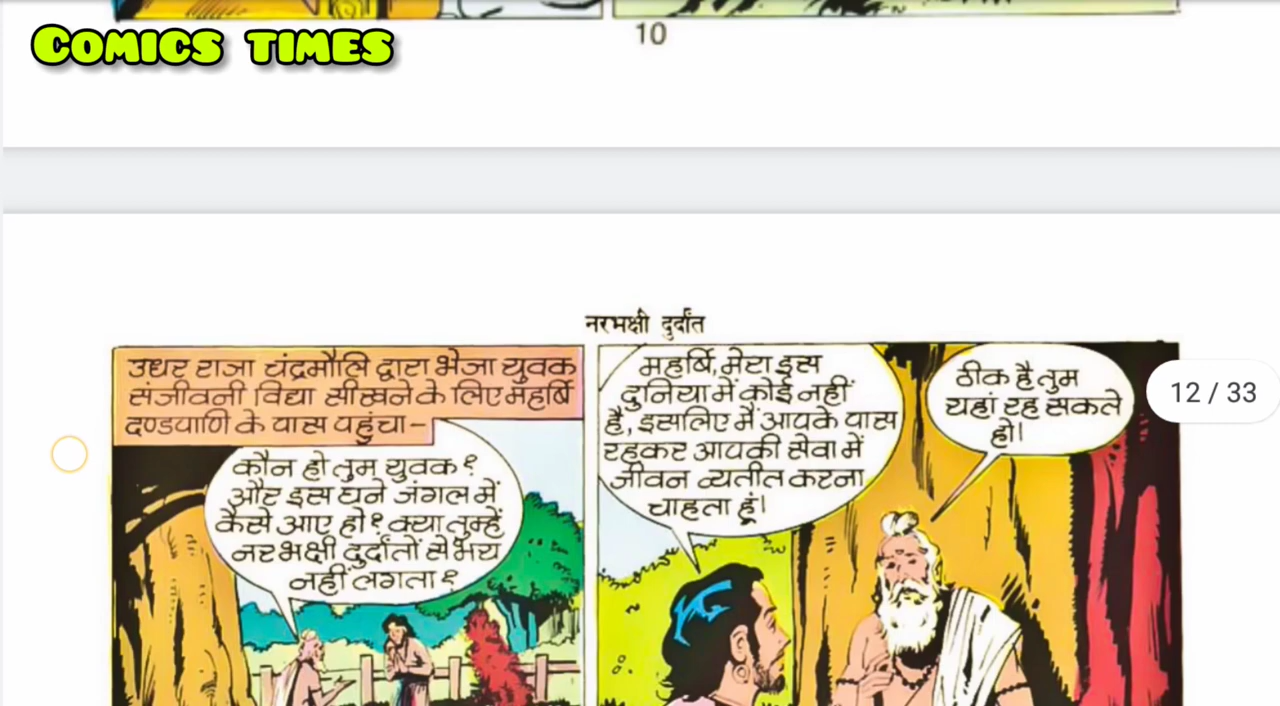 COMICS TIMES
10
नरभक्षी दुर्दांत
उधर राजा चंद्रमौलि द्वारा भेजा युवक
संजीवनी विद्या सीखने के लिए महर्षि
दण्डपाणि के पास पहुंचा-
कौन हो तुम युवक?
और इस घने जंगल में
कैसे आए हो? क्या तुम्हें
नरभक्षी दुर्दांतों से भय
नहीं लगता?
महर्षि, मेरा इस
दुनिया में कोई नहीं
है, इसलिए मैं आपके पास
रहकर आपकी सेवा में
जीवन व्यतीत करना
चाहता हूं।
ठीक है तुम
यहां रह सकते
हो।
12 / 33